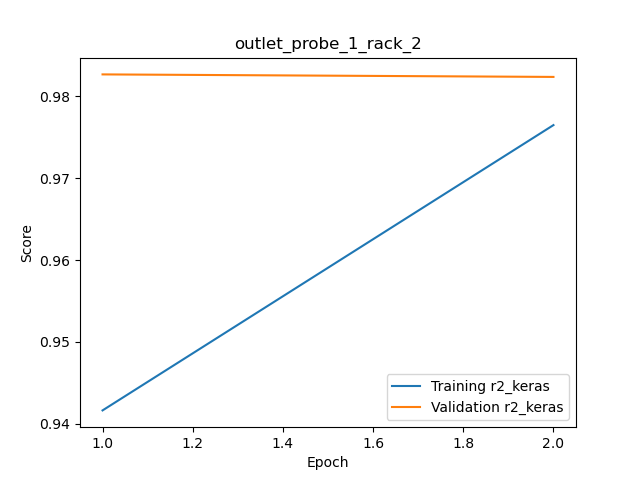 outlet_probe_1_rack_2
Score
0.98
0.97
0.96
0.95
0.94
Training r2_keras
Validation r2_keras
1.0 1.2 1.4 1.6 1.8 2.0
Epoch